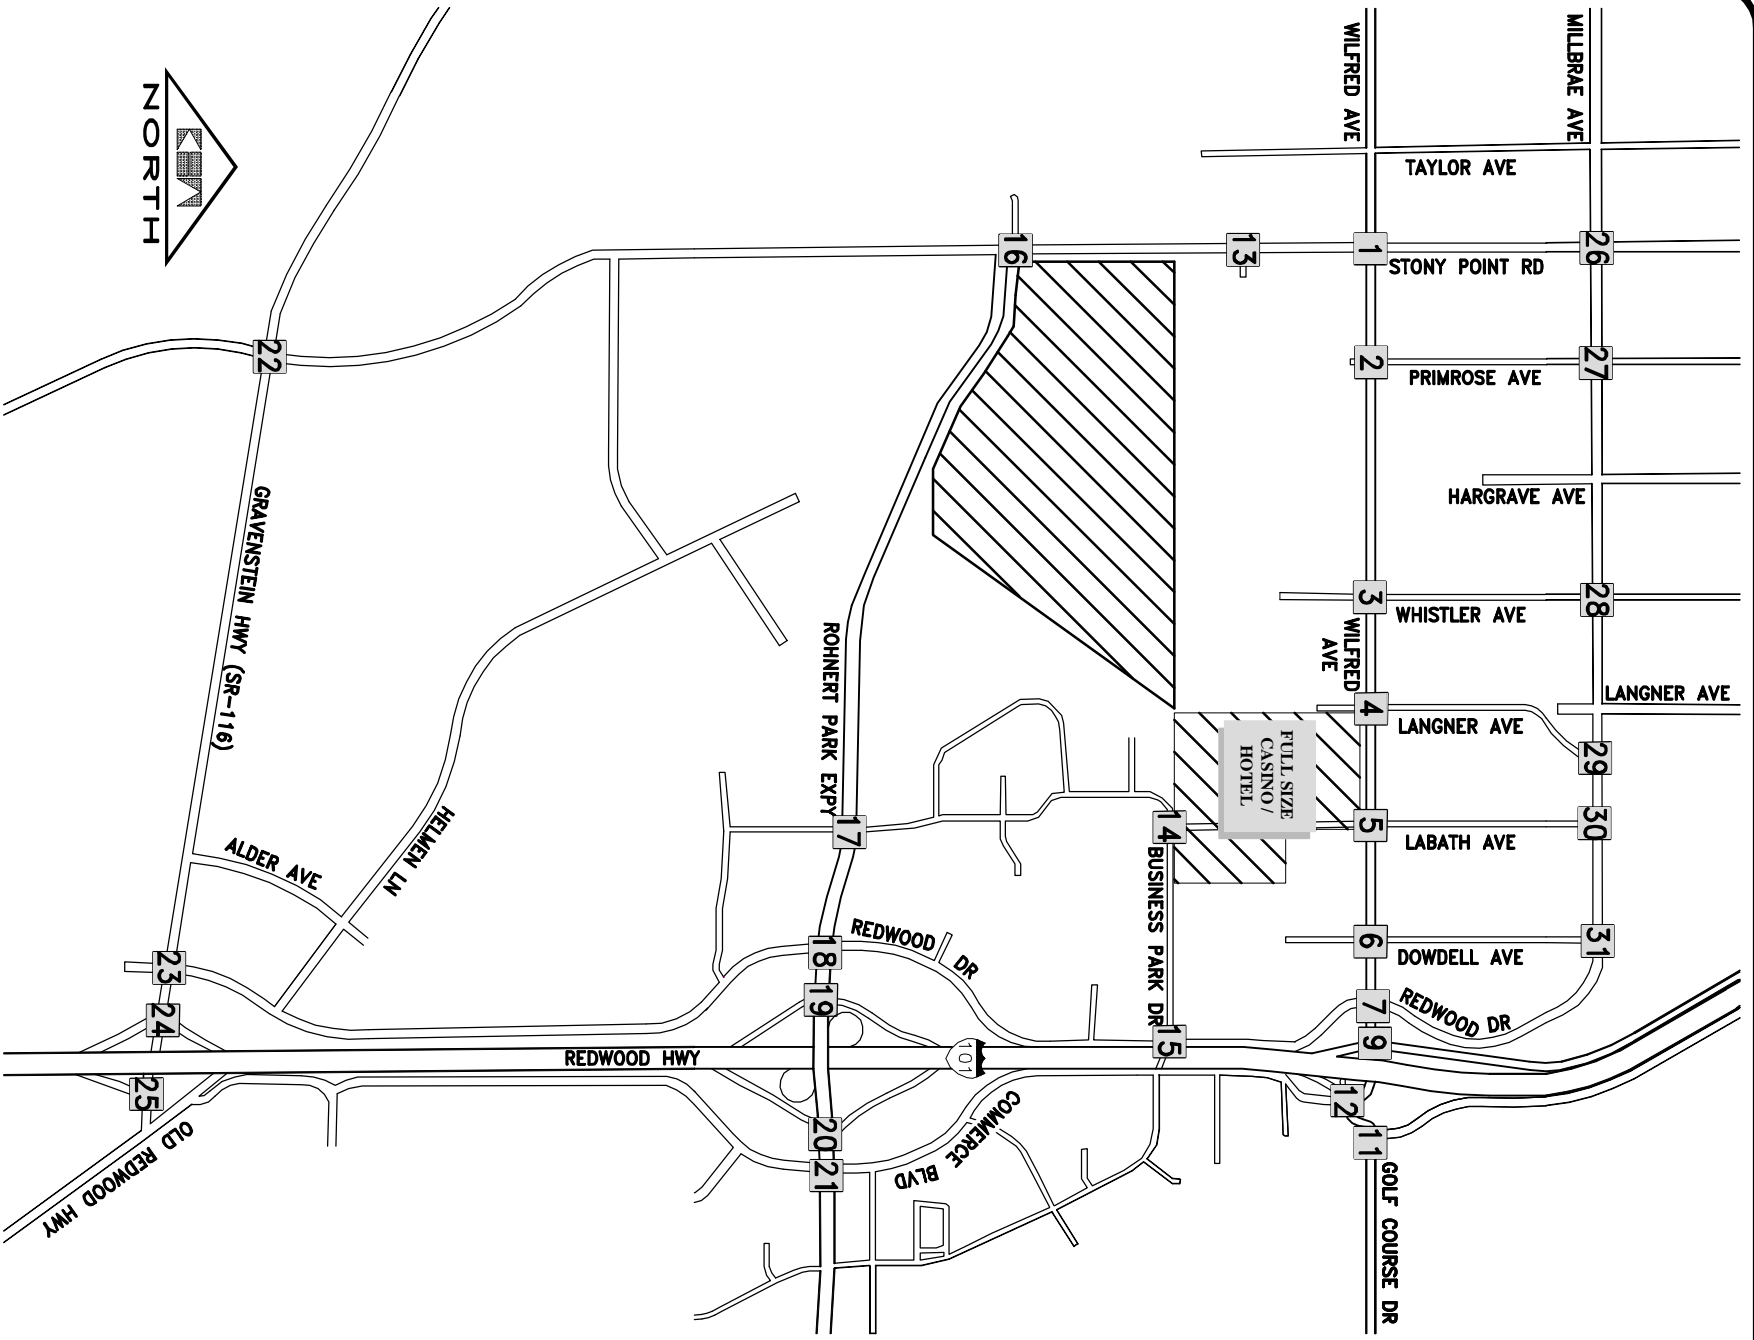 WILFRED AVE
MILLBRAE AVE
TAYLOR AVE
NORTH
16
13
1
26
STONY POINT RD
22
2
27
PRIMROSE AVE
HARGRAVE AVE
GRAVENSTEIN HWY (SR-116)
3
28
WHISTLER AVE
ROHNERT PARK EXPY
WILFRED
AVE
LANGNER AVE
4
LANGNER AVE
FULL SIZE
CASINO /
HOTEL
29
17
14
5
30
LABATH AVE
HELMEN LN
ALDER AVE
BUSINESS PARK DR
REDWOOD DR
18
6
31
DOWDELL AVE
23
24
19
7
REDWOOD DR
15
9
REDWOOD HWY
101
25
12
20
21
11
COMMERCE BLVD
OLD REDWOOD HWY
GOLF COURSE DR